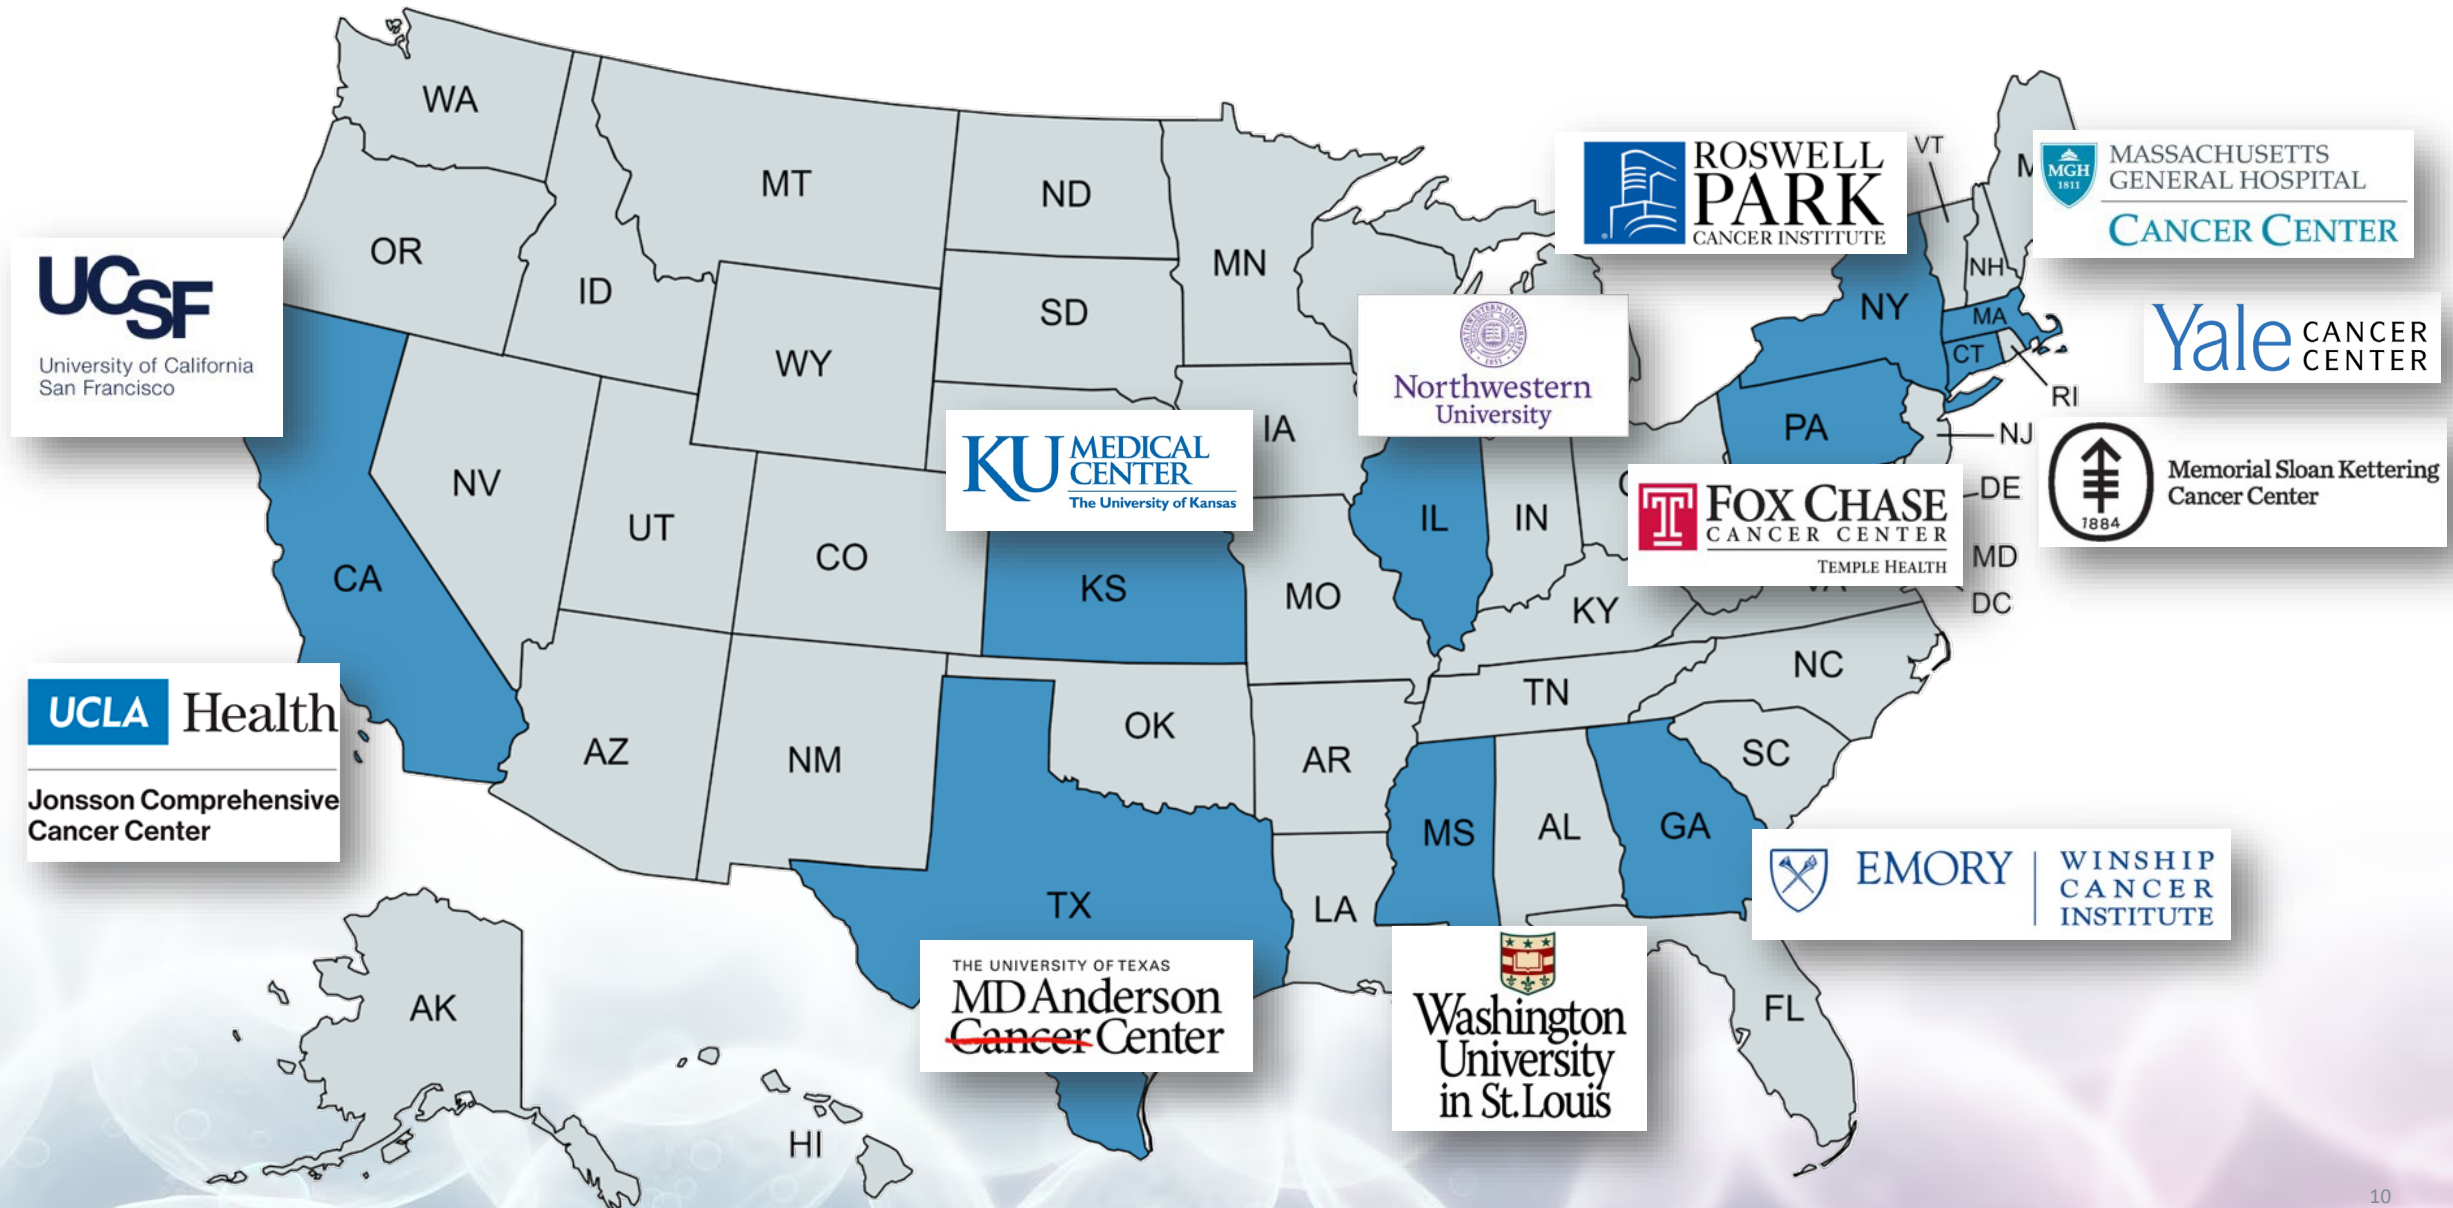 WA
MT
ND
MN
OR
ID
SD
WY
UCSF
University of California
San Francisco
ROSWELL
PARK
CANCER INSTITUTE
VT
MGH
1811
MASSACHUSETTS
GENERAL HOSPITAL
CANCER CENTER
NH
NY
MA
CT
RI
Yale CANCER
CENTER
NORTHWESTERN UNIVERSITY
1851
Northwestern
University
IA
PA
NJ
KU MEDICAL
CENTER
The University of Kansas
1884
Memorial Sloan Kettering
Cancer Center
NV
UT
CO
CA
KS
MO
IL
IN
FOX CHASE
CANCER CENTER
TEMPLE HEALTH
DE
MD
DC
KY
NC
TN
UCLA Health
Jonsson Comprehensive
Cancer Center
AZ
NM
OK
AR
SC
MS
AL
GA
TX
LA
EMORY
WINSHIP
CANCER
INSTITUTE
THE UNIVERSITY OF TEXAS
MD Anderson
Cancer Center
Washington
University
in St. Louis
FL
AK
HI
10